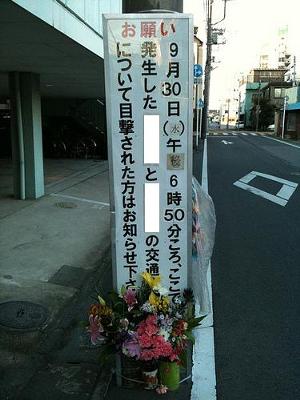 お願い
9月30日(水)午後6時50分ころ、ここで
発生した と の交通
について目撃された方はお知らせ下さ